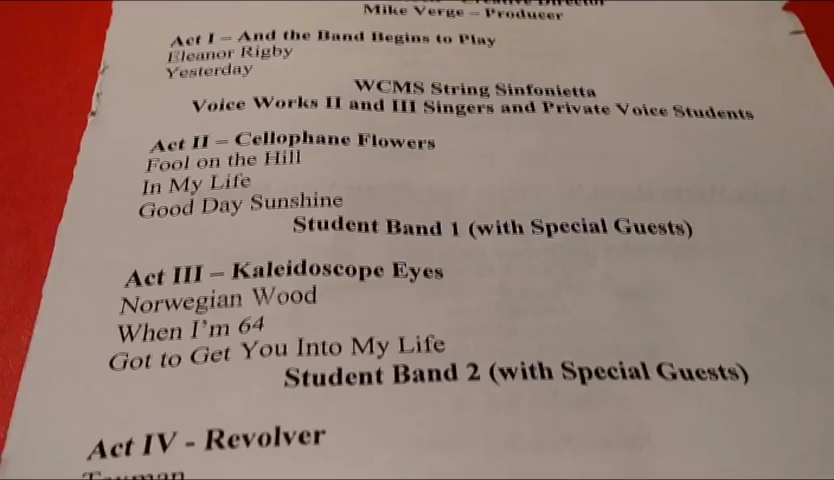 Creative Director
Mike Verge – Producer
Act I – And the Band Begins to Play
Eleanor Rigby
Yesterday
WCMS String Sinfonietta
Voice Works II and III Singers and Private Voice Students
Act II – Cellophane Flowers
Fool on the Hill
In My Life
Good Day Sunshine
Student Band 1 (with Special Guests)
Act III – Kaleidoscope Eyes
Norwegian Wood
When I'm 64
Got to Get You Into My Life
Student Band 2 (with Special Guests)
Act IV - Revolver
Taxman